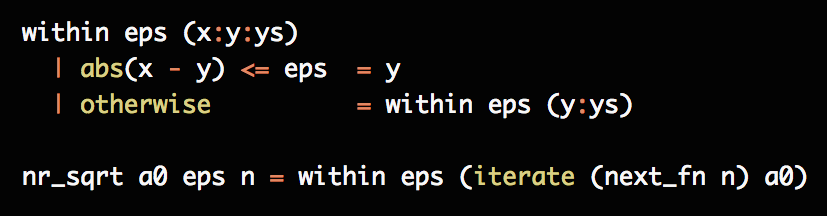 within eps (x:y:ys)
  | abs(x - y) <= eps  = y
  | otherwise          = within eps (y:ys)

nr_sqrt a0 eps n = within eps (iterate (next_fn n) a0)